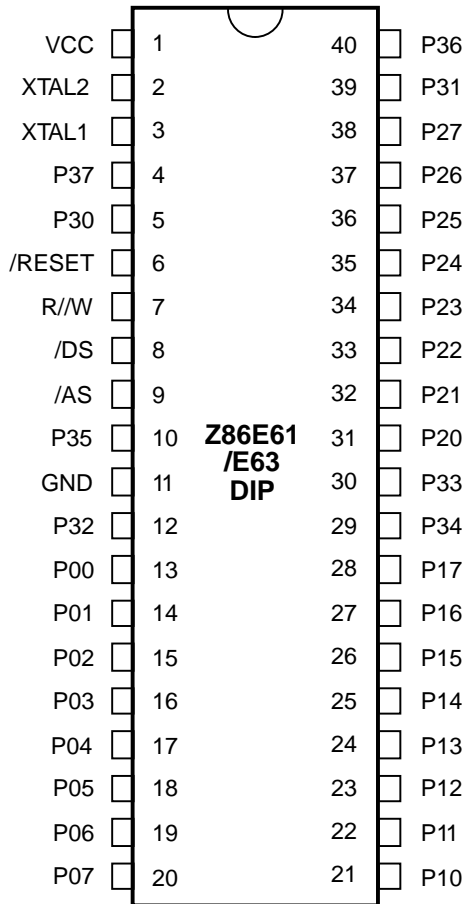 VCC 1 40 P36
XTAL2 2 39 P31
XTAL1 3 38 P27
P37 4 37 P26
P30 5 36 P25
/RESET 6 35 P24
R//W 7 34 P23
/DS 8 33 P22
/AS 9 32 P21
P35 10 31 P20
GND 11 30 P33
P32 12 29 P34
P00 13 28 P17
P01 14 27 P16
P02 15 26 P15
P03 16 25 P14
P04 17 24 P13
P05 18 23 P12
P06 19 22 P11
P07 20 21 P10
Z86E61
/E63
DIP